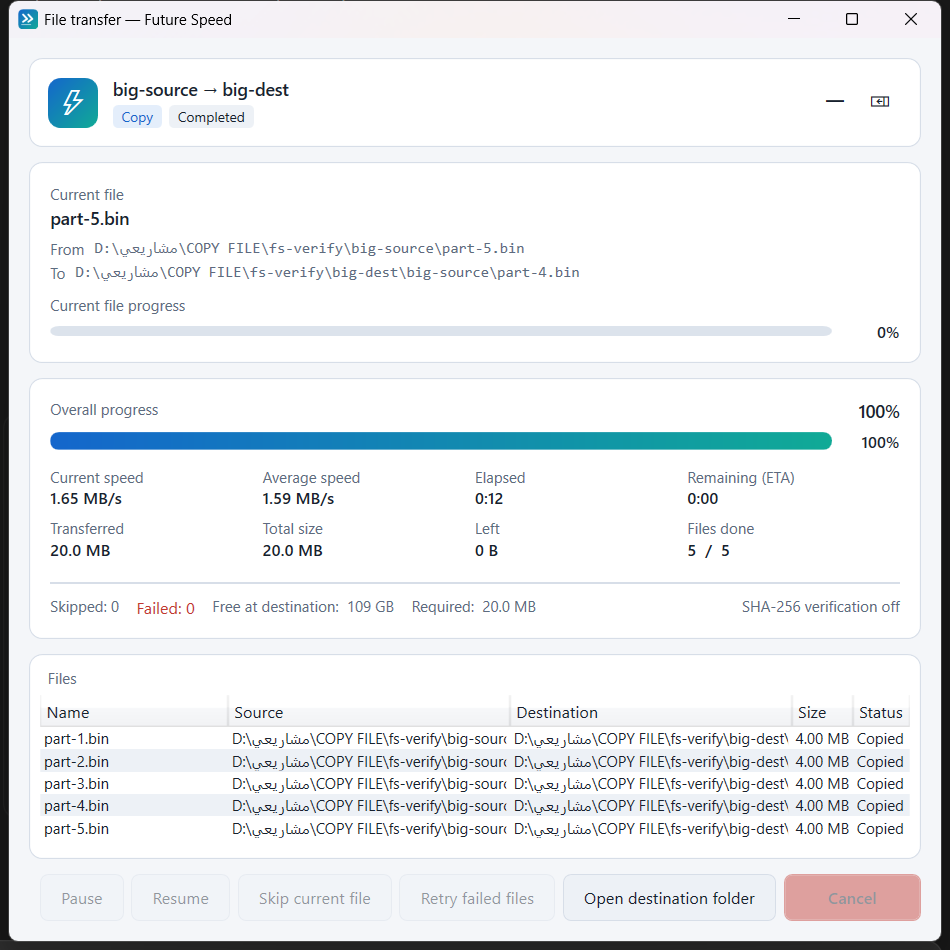 File transfer — Future Speed
big-source → big-dest
Copy Completed
Current file
part-5.bin
From D:\مشاريعي\COPY FILE\fs-verify\big-source\part-5.bin
To D:\مشاريعي\COPY FILE\fs-verify\big-dest\big-source\part-4.bin
Current file progress
0%
Overall progress 100%
100%
Current speed Average speed Elapsed Remaining (ETA)
1.65 MB/s 1.59 MB/s 0:12 0:00
Transferred Total size Left Files done
20.0 MB 20.0 MB 0 B 5 / 5
Skipped: 0 Failed: 0 Free at destination: 109 GB Required: 20.0 MB SHA-256 verification off
Files
Name Source Destination Size Status
part-1.bin D:\مشاريعي\COPY FILE\fs-verify\big-sour D:\مشاريعي\COPY FILE\fs-verify\big-dest\ 4.00 MB Copied
part-2.bin D:\مشاريعي\COPY FILE\fs-verify\big-sour D:\مشاريعي\COPY FILE\fs-verify\big-dest\ 4.00 MB Copied
part-3.bin D:\مشاريعي\COPY FILE\fs-verify\big-sour D:\مشاريعي\COPY FILE\fs-verify\big-dest\ 4.00 MB Copied
part-4.bin D:\مشاريعي\COPY FILE\fs-verify\big-sour D:\مشاريعي\COPY FILE\fs-verify\big-dest\ 4.00 MB Copied
part-5.bin D:\مشاريعي\COPY FILE\fs-verify\big-sour D:\مشاريعي\COPY FILE\fs-verify\big-dest\ 4.00 MB Copied
Pause Resume Skip current file Retry failed files Open destination folder Cancel